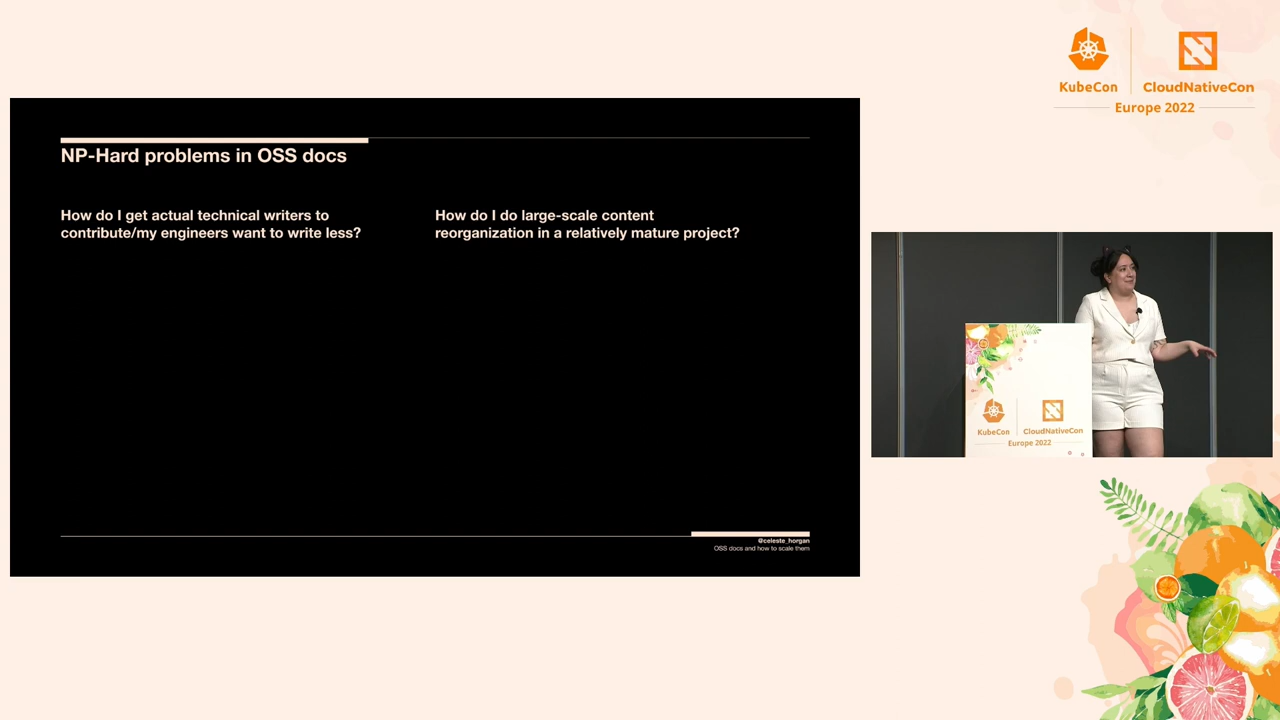 KubeCon
CloudNativeCon
Europe 2022
NP-Hard problems in OSS docs
How do I get actual technical writers to
contribute/my engineers want to write less?
How do I do large-scale content
reorganization in a relatively mature project?
@celeste_horgan
OSS docs and how to scale them
KubeCon
CloudNativeCon
Europe 2022